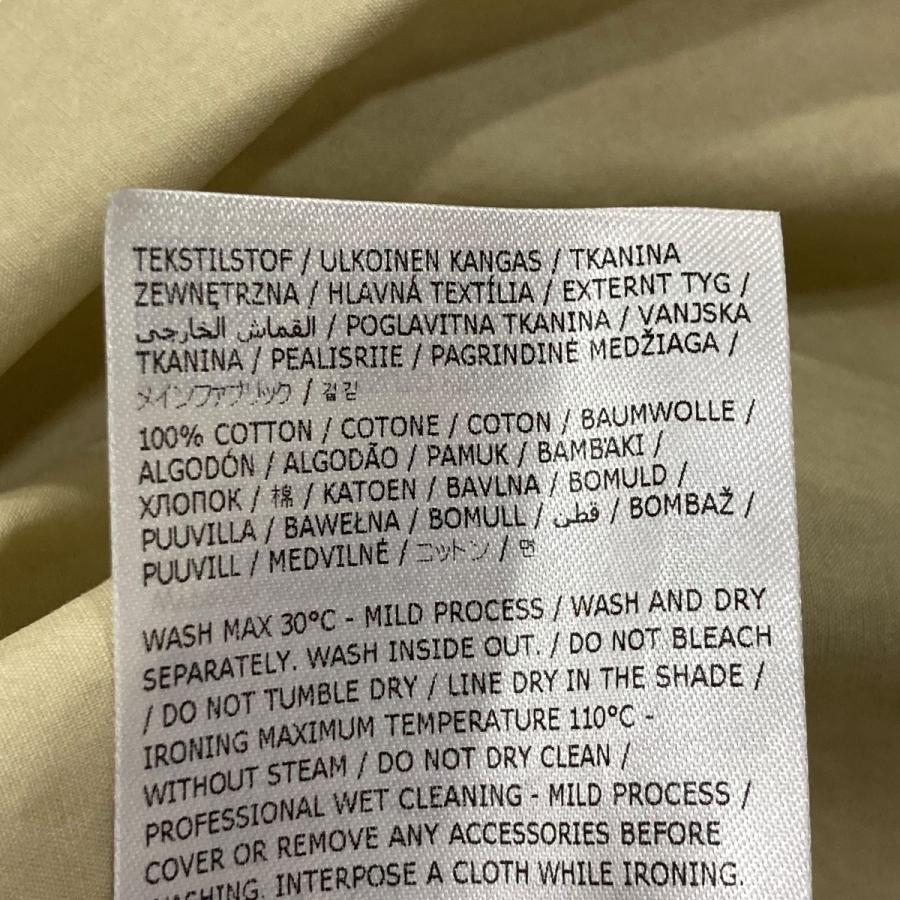 TEKSTILSTOF / ULKOINEN KANGAS / TKANINA
ZEWNĘTRZNA / HLAVNÁ TEXTÍLIA / EXTERNT TYG /
القماش الخارجى / POGLAVITNA TKANINA / VANJSKA
TKANINA / PEALISRIIE / PAGRINDINĖ MEDŽIAGA /
メインファブリック / 겉감
100% COTTON / COTONE / COTON / BAUMWOLLE /
ALGODÓN / ALGODÃO / PAMUK / ΒΑΜΒΆΚΙ /
ХЛОПОК / 棉 / KATOEN / BAVLNA / BOMULD /
PUUVILLA / BAWEŁNA / BOMULL / قطن / BOMBAŽ /
PUUVILL / MEDVILNĖ / コットン / 면
WASH MAX 30°C - MILD PROCESS / WASH AND DRY
SEPARATELY. WASH INSIDE OUT. / DO NOT BLEACH
/ DO NOT TUMBLE DRY / LINE DRY IN THE SHADE /
IRONING MAXIMUM TEMPERATURE 110°C -
WITHOUT STEAM / DO NOT DRY CLEAN /
PROFESSIONAL WET CLEANING - MILD PROCESS /
COVER OR REMOVE ANY ACCESSORIES BEFORE
WASHING. INTERPOSE A CLOTH WHILE IRONING.